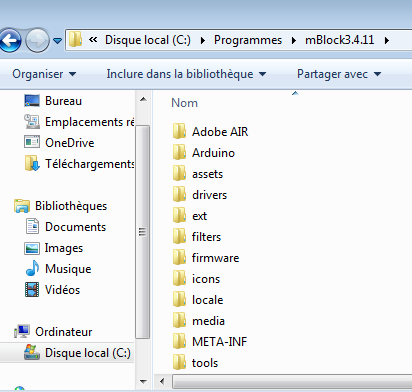 « Disque local (C:) ▸ Programmes ▸ mBlock3.4.11 ▸
Organiser ▾ Inclure dans la bibliothèque ▾ Partager avec ▾
Bureau
Emplacements ré
OneDrive
Téléchargements
Bibliothèques
Documents
Images
Musique
Vidéos
Ordinateur
Disque local (C:)
Nom
Adobe AIR
Arduino
assets
drivers
ext
filters
firmware
icons
locale
media
META-INF
tools